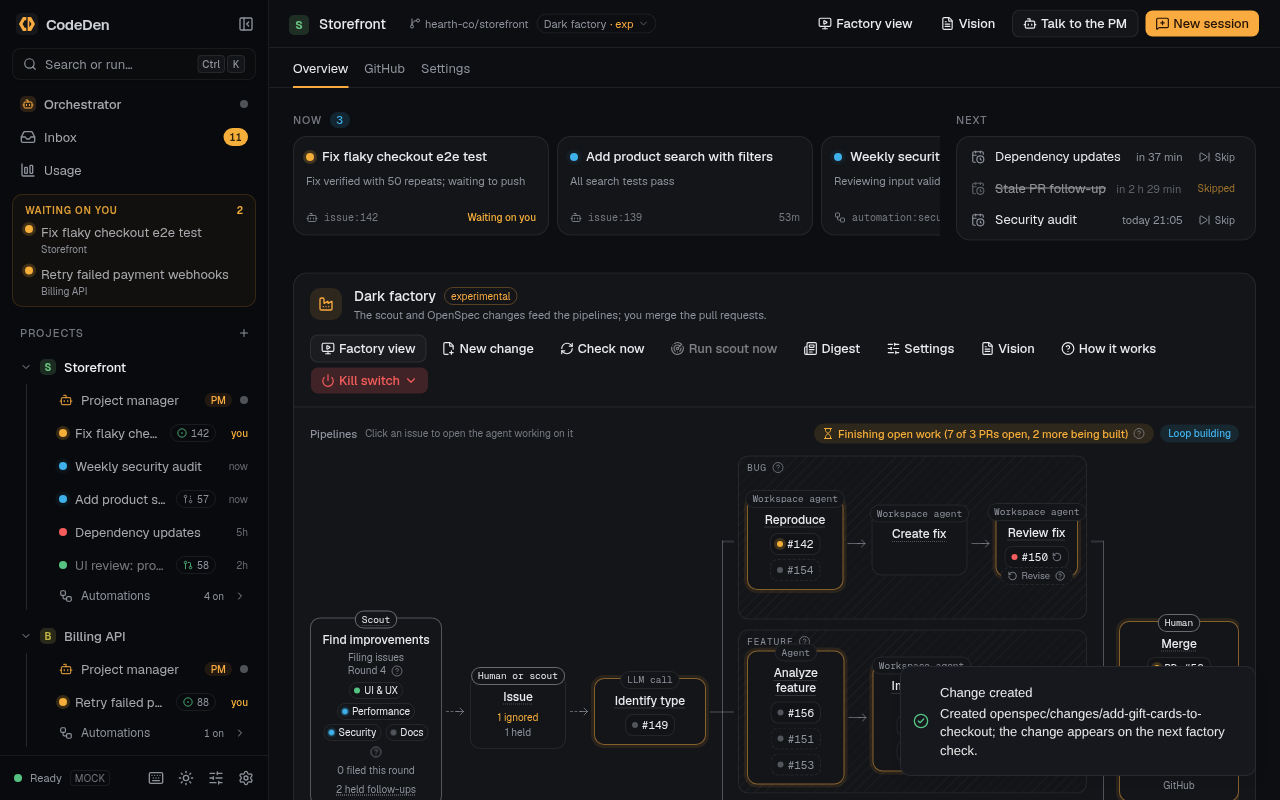 CodeDen
Search or run…
Ctrl K
Orchestrator
Inbox
11
Usage
WAITING ON YOU
2
Fix flaky checkout e2e test
Storefront
Retry failed payment webhooks
Billing API
PROJECTS
S Storefront
Project manager
PM
Fix flaky che…
142
you
Weekly security audit
now
Add product s…
57
now
Dependency updates
5h
UI review: pro…
58
2h
Automations
4 on
B Billing API
Project manager
PM
Retry failed p…
88
you
Automations
1 on
Ready
MOCK
S Storefront
hearth-co/storefront
Dark factory · exp
Factory view
Vision
Talk to the PM
New session
Overview
GitHub
Settings
NOW 3
Fix flaky checkout e2e test
Fix verified with 50 repeats; waiting to push
issue:142
Waiting on you
Add product search with filters
All search tests pass
issue:139
53m
Weekly securit
Reviewing input valid
automation:secu
NEXT
Dependency updates
in 37 min
Skip
Stale PR follow-up
in 2 h 29 min
Skipped
Security audit
today 21:05
Skip
Dark factory
experimental
The scout and OpenSpec changes feed the pipelines; you merge the pull requests.
Factory view
New change
Check now
Run scout now
Digest
Settings
Vision
How it works
Kill switch
Pipelines
Click an issue to open the agent working on it
Finishing open work (7 of 3 PRs open, 2 more being built)
Loop building
BUG
Workspace agent
Reproduce
#142
#154
Workspace agent
Create fix
Workspace agent
Review fix
#150
Revise
Scout
Find improvements
Filing issues
Round 4
UI & UX
Performance
Security
Docs
0 filed this round
2 held follow-ups
Human or scout
Issue
1 ignored
1 held
LLM call
Identify type
#149
FEATURE
Agent
Analyze
feature
#156
#151
#153
Workspace agent
Human
Merge
GitHub
Change created
Created openspec/changes/add-gift-cards-to-
checkout; the change appears on the next factory
check.